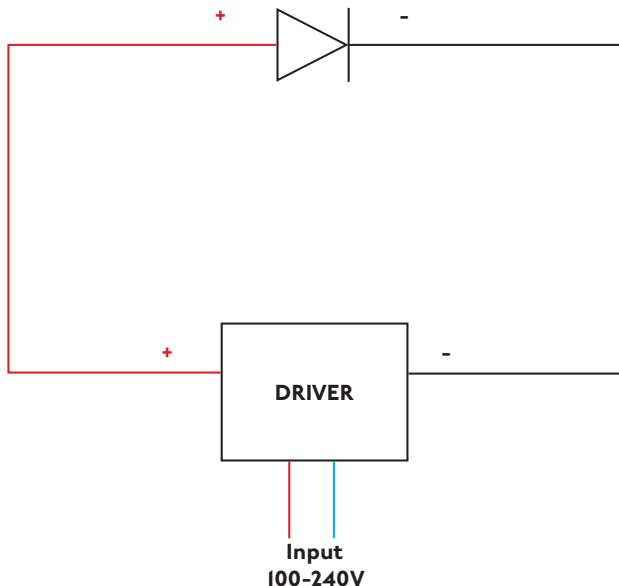 + -
+ -
DRIVER
Input
100-240V